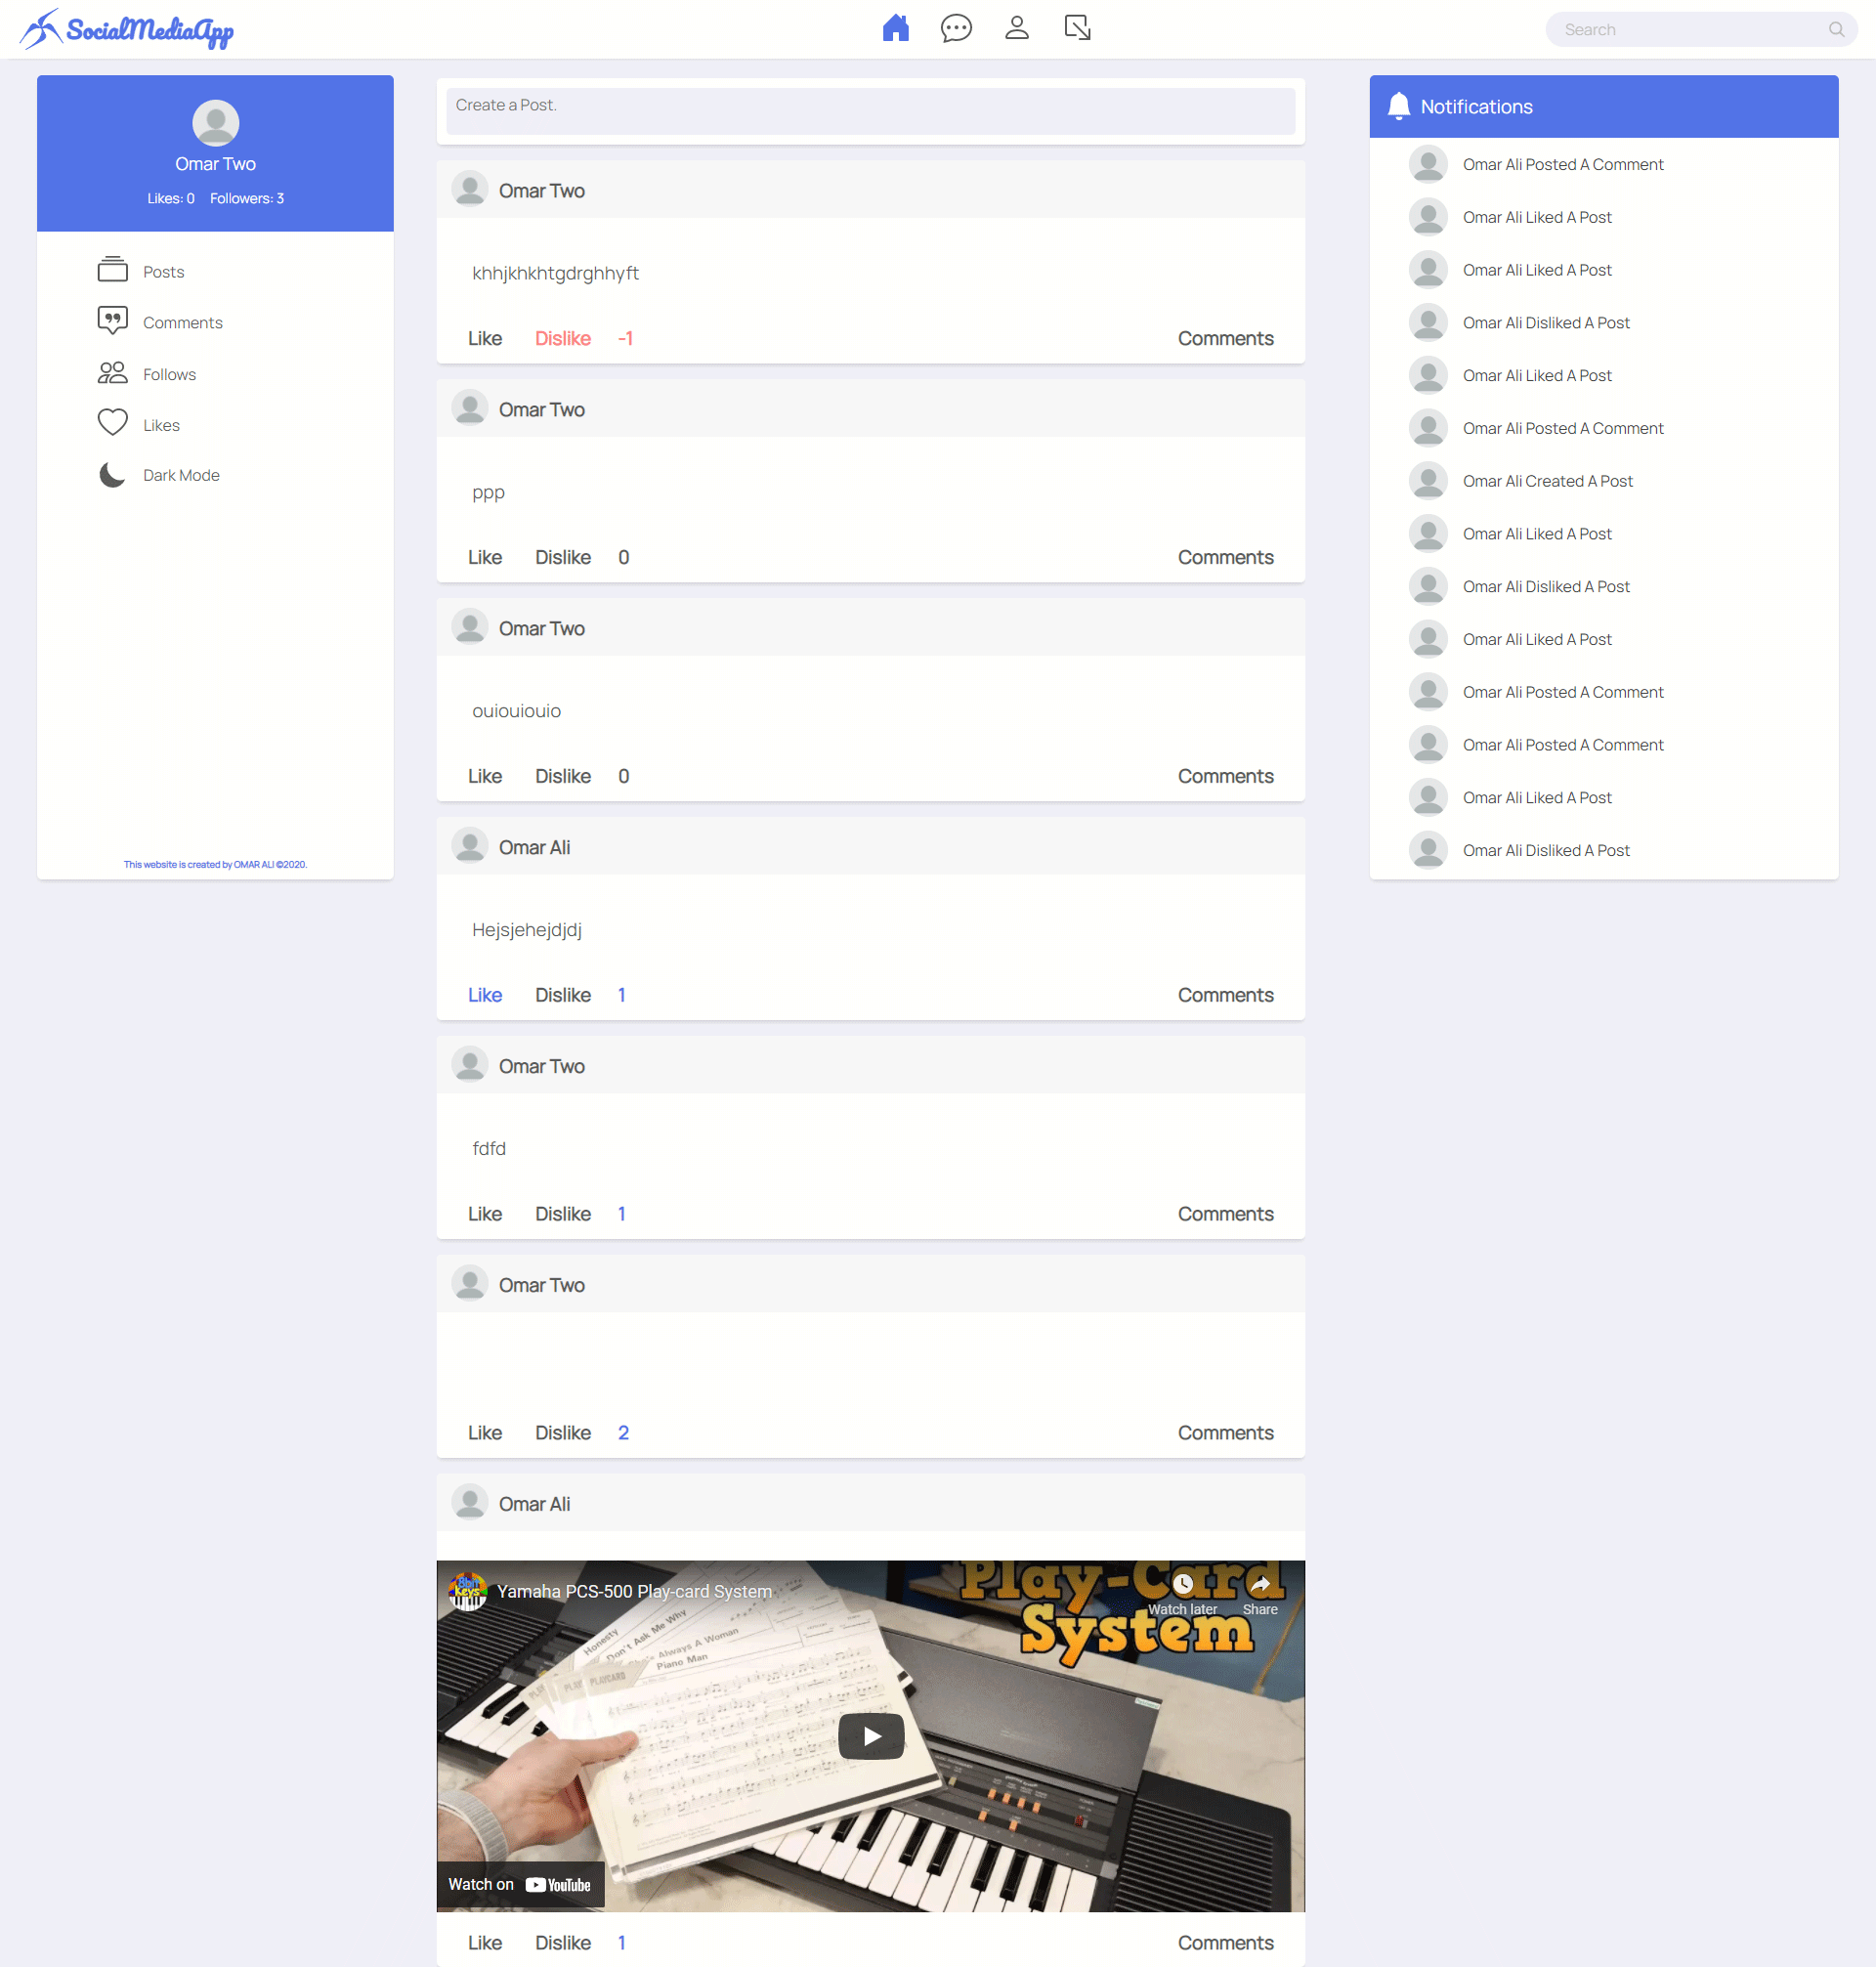 SocialMediaApp
Search
Omar Two
Likes: 0 Followers: 3
Posts
Comments
Follows
Likes
Dark Mode
This website is created by OMAR ALI ©2020.
Create a Post.
Omar Two
khhjkhkhtgdrghhyft
Like Dislike -1 Comments
Omar Two
ppp
Like Dislike 0 Comments
Omar Two
ouiouiouio
Like Dislike 0 Comments
Omar Ali
Hejsjehejdjdj
Like Dislike 1 Comments
Omar Two
fdfd
Like Dislike 1 Comments
Omar Two
Like Dislike 2 Comments
Omar Ali
8bit keys
Yamaha PCS-500 Play-card System
Watch later Share
Play-Card
System
Honesty
Don't Ask Me Why
Always A Woman
Piano Man
PLAYCARD
Watch on YouTube
Like Dislike 1 Comments
Notifications
Omar Ali Posted A Comment
Omar Ali Liked A Post
Omar Ali Liked A Post
Omar Ali Disliked A Post
Omar Ali Liked A Post
Omar Ali Posted A Comment
Omar Ali Created A Post
Omar Ali Liked A Post
Omar Ali Disliked A Post
Omar Ali Liked A Post
Omar Ali Posted A Comment
Omar Ali Posted A Comment
Omar Ali Liked A Post
Omar Ali Disliked A Post